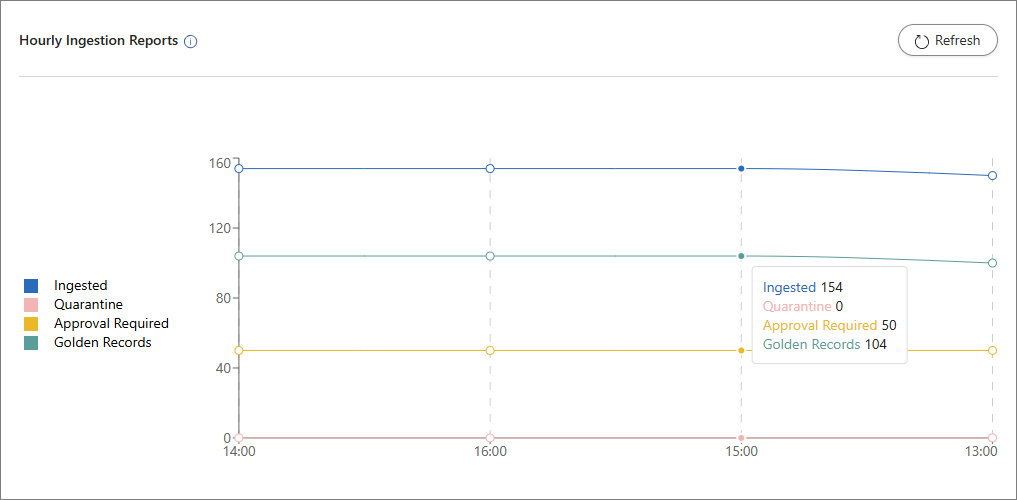 Hourly Ingestion Reports
Refresh
160
120
80
40
0
14:00 16:00 15:00 13:00
Ingested
Quarantine
Approval Required
Golden Records
Ingested 154
Quarantine 0
Approval Required 50
Golden Records 104